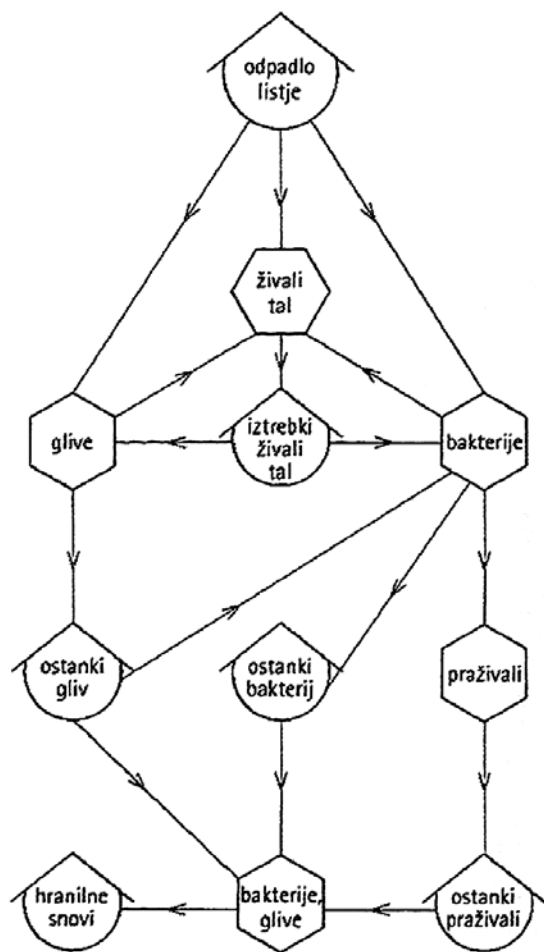 odpadlo
listje
živali
tal
glive
iztrebki
živali
tal
bakterije
ostanki
gliv
ostanki
bakterij
praživali
hranilne
snovi
bakterije,
glive
ostanki
praživali